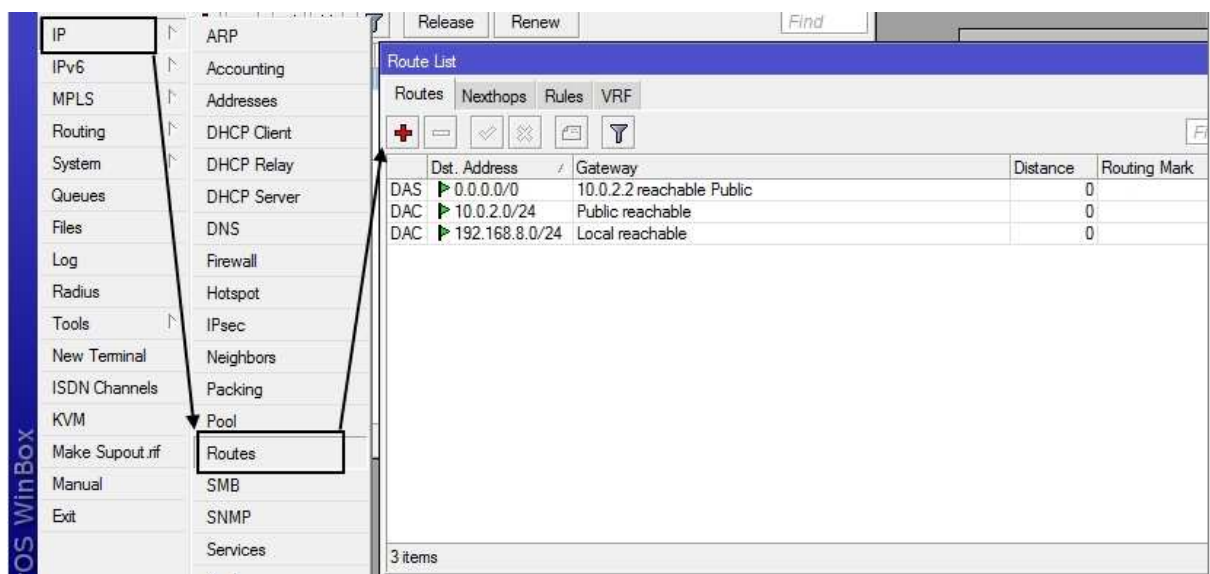 OS WinBox
IP
IPv6
MPLS
Routing
System
Queues
Files
Log
Radius
Tools
New Terminal
ISDN Channels
KVM
Make Supout.rif
Manual
Exit
ARP
Accounting
Addresses
DHCP Client
DHCP Relay
DHCP Server
DNS
Firewall
Hotspot
IPsec
Neighbors
Packing
Pool
Routes
SMB
SNMP
Services
Release Renew Find
Route List
Routes Nexthops Rules VRF
Dst. Address Gateway Distance Routing Mark
DAS 0.0.0.0/0 10.0.2.2 reachable Public 0
DAC 10.0.2.0/24 Public reachable 0
DAC 192.168.8.0/24 Local reachable 0
3 items